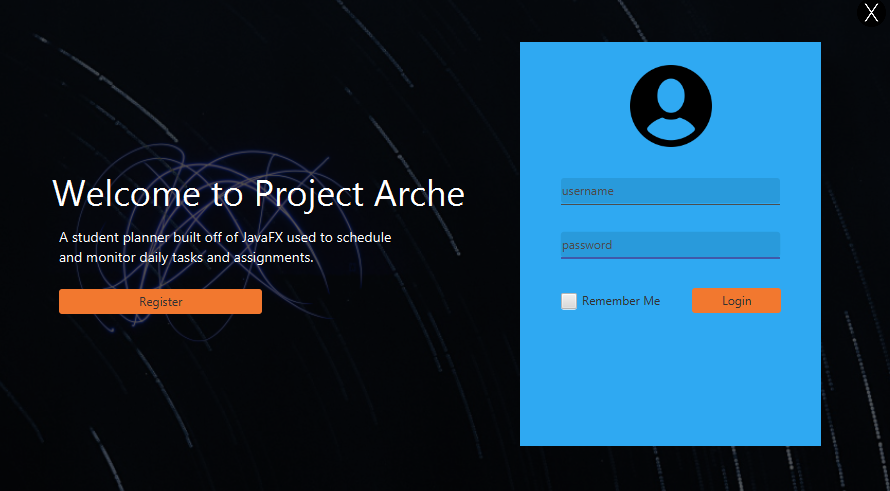 X
Welcome to Project Arche
A student planner built off of JavaFX used to schedule
and monitor daily tasks and assignments.
Register
username
password
Remember Me
Login